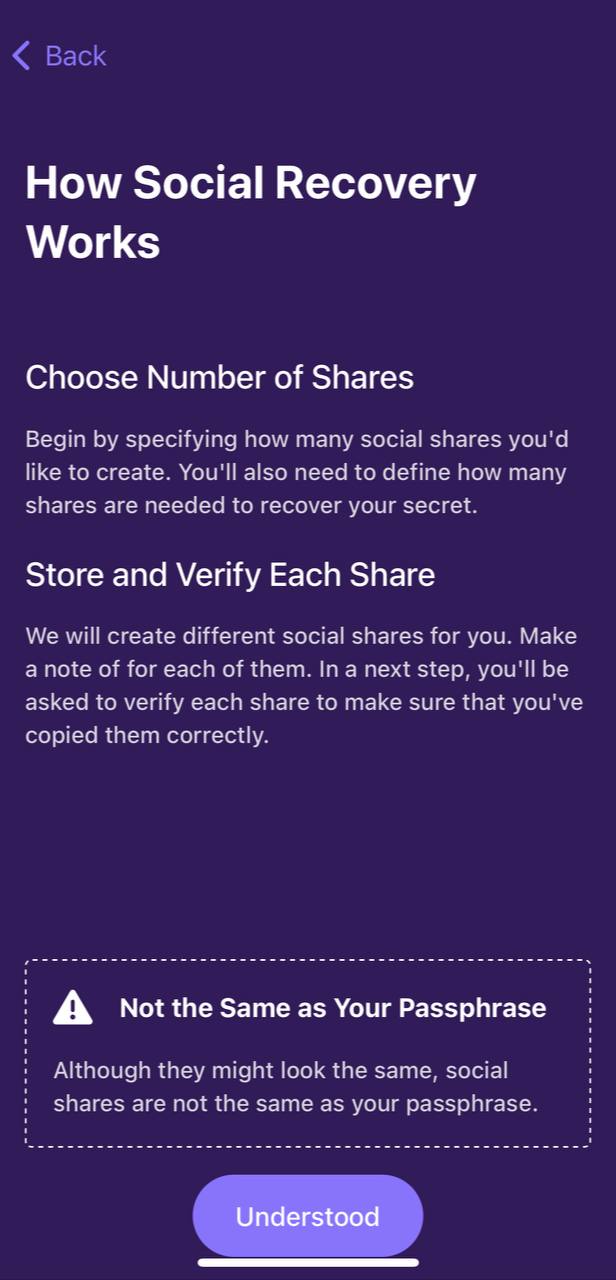 Back
How Social Recovery
Works
Choose Number of Shares
Begin by specifying how many social shares you'd
like to create. You'll also need to define how many
shares are needed to recover your secret.
Store and Verify Each Share
We will create different social shares for you. Make
a note of for each of them. In a next step, you'll be
asked to verify each share to make sure that you've
copied them correctly.
Not the Same as Your Passphrase
Although they might look the same, social
shares are not the same as your passphrase.
Understood